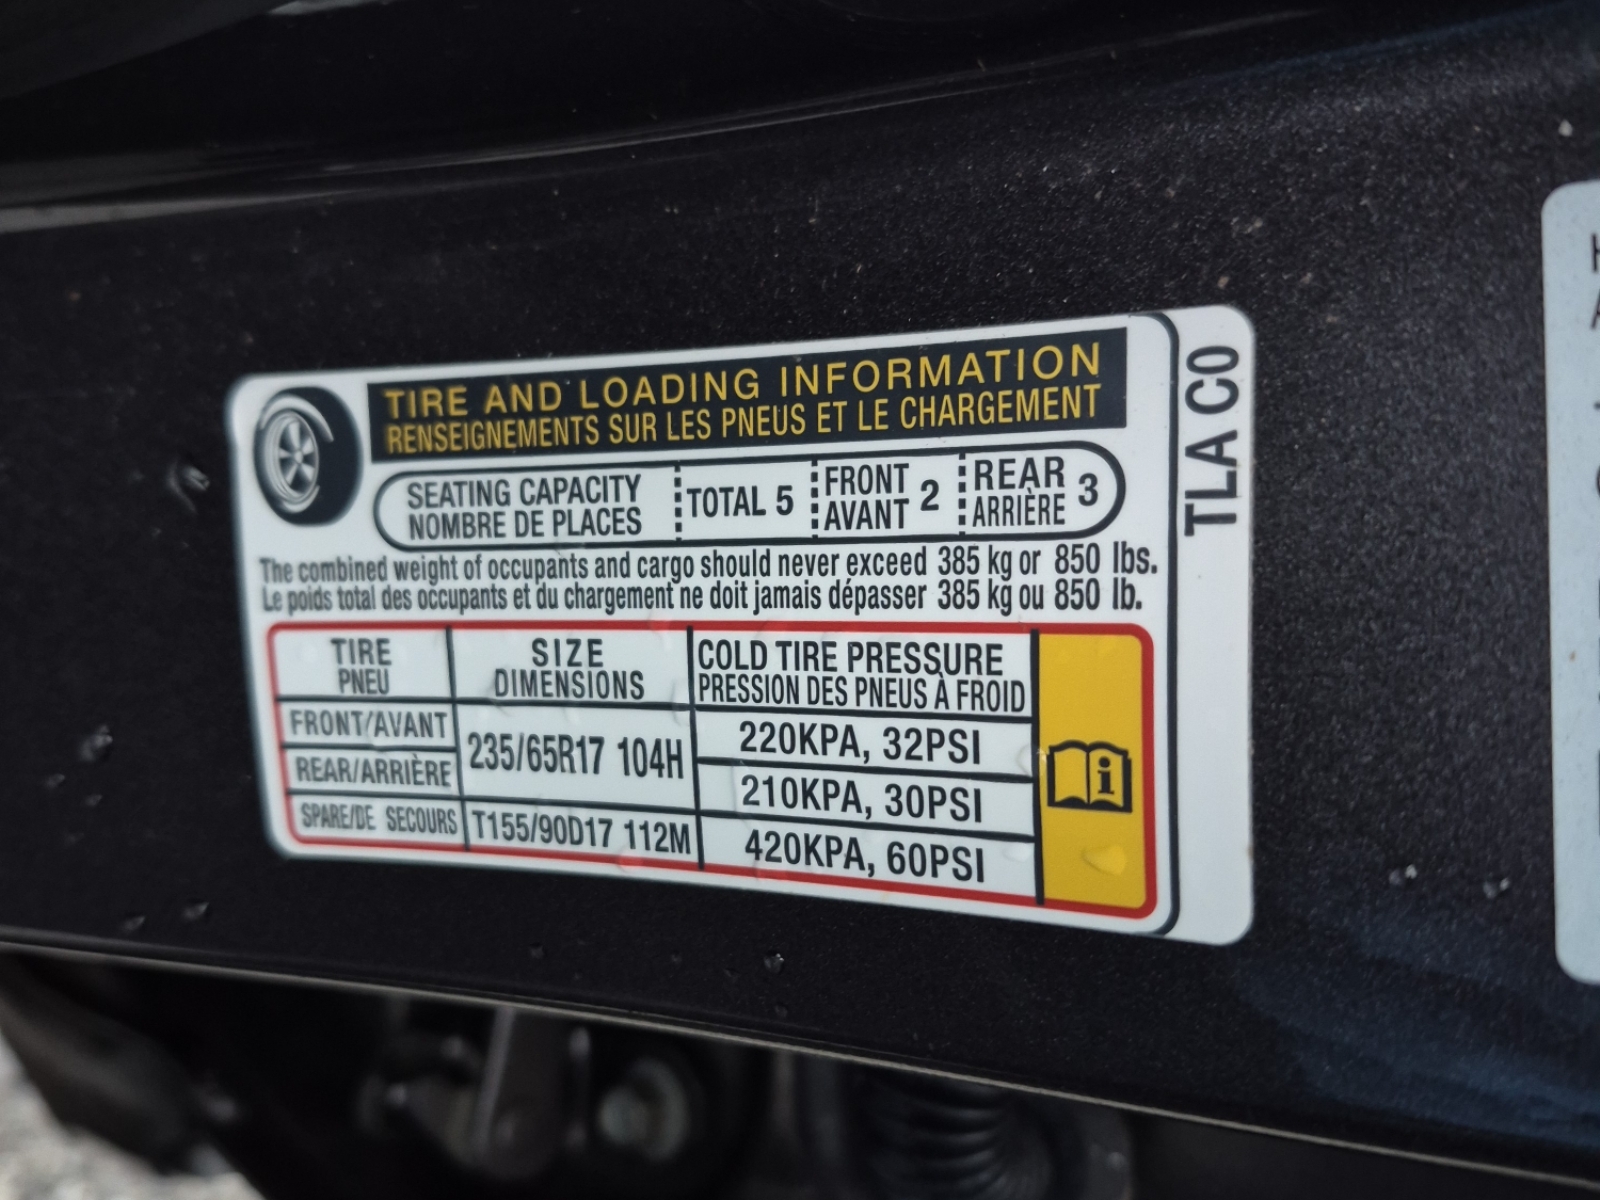 TIRE AND LOADING INFORMATION
RENSEIGNEMENTS SUR LES PNEUS ET LE CHARGEMENT
SEATING CAPACITY TOTAL 5 FRONT 2 REAR 3
NOMBRE DE PLACES AVANT ARRIÈRE
The combined weight of occupants and cargo should never exceed 385 kg or 850 lbs.
Le poids total des occupants et du chargement ne doit jamais dépasser 385 kg ou 850 lb.
TIRE SIZE COLD TIRE PRESSURE
PNEU DIMENSIONS PRESSION DES PNEUS À FROID
FRONT/AVANT 235/65R17 104H 220KPA, 32PSI
REAR/ARRIÈRE 210KPA, 30PSI
SPARE/DE SECOURS T155/90D17 112M 420KPA, 60PSI
TLA C0